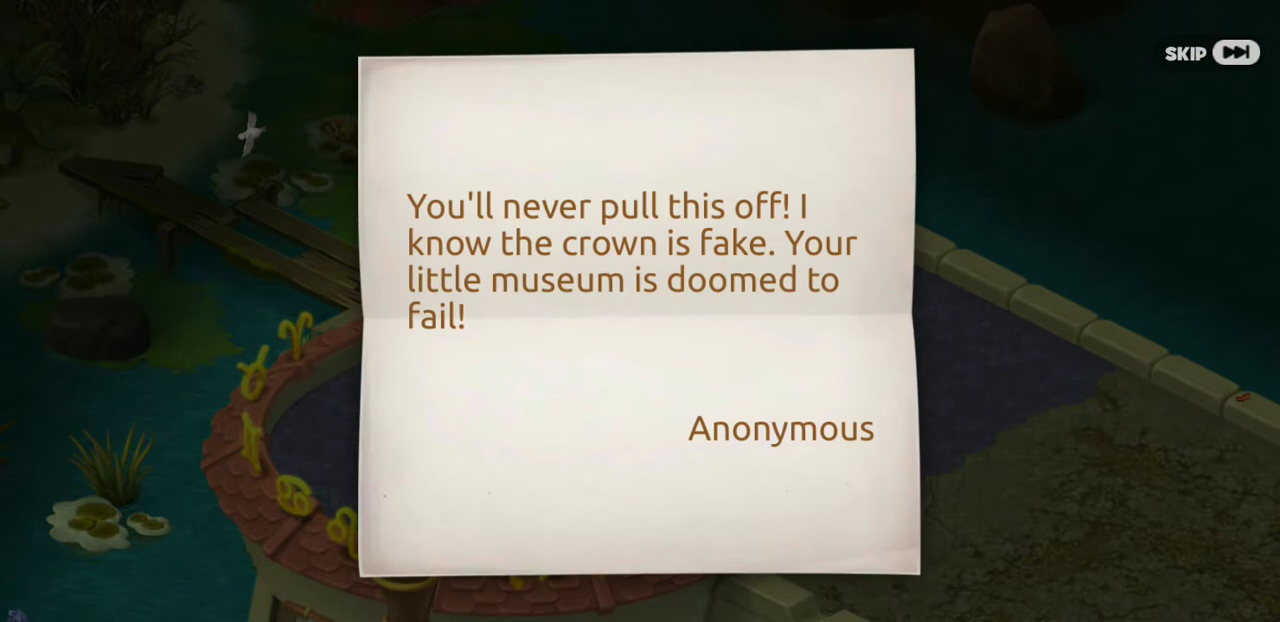 SKIP
You'll never pull this off! I
know the crown is fake. Your
little museum is doomed to
fail!
Anonymous